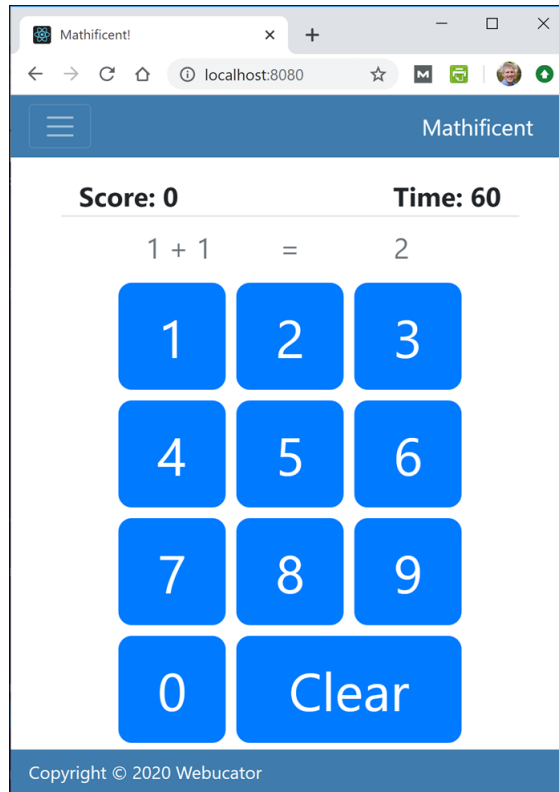 Mathificent!
localhost:8080
Mathificent
Score: 0 Time: 60
1 + 1 = 2
1 2 3
4 5 6
7 8 9
0 Clear
Copyright © 2020 Webucator